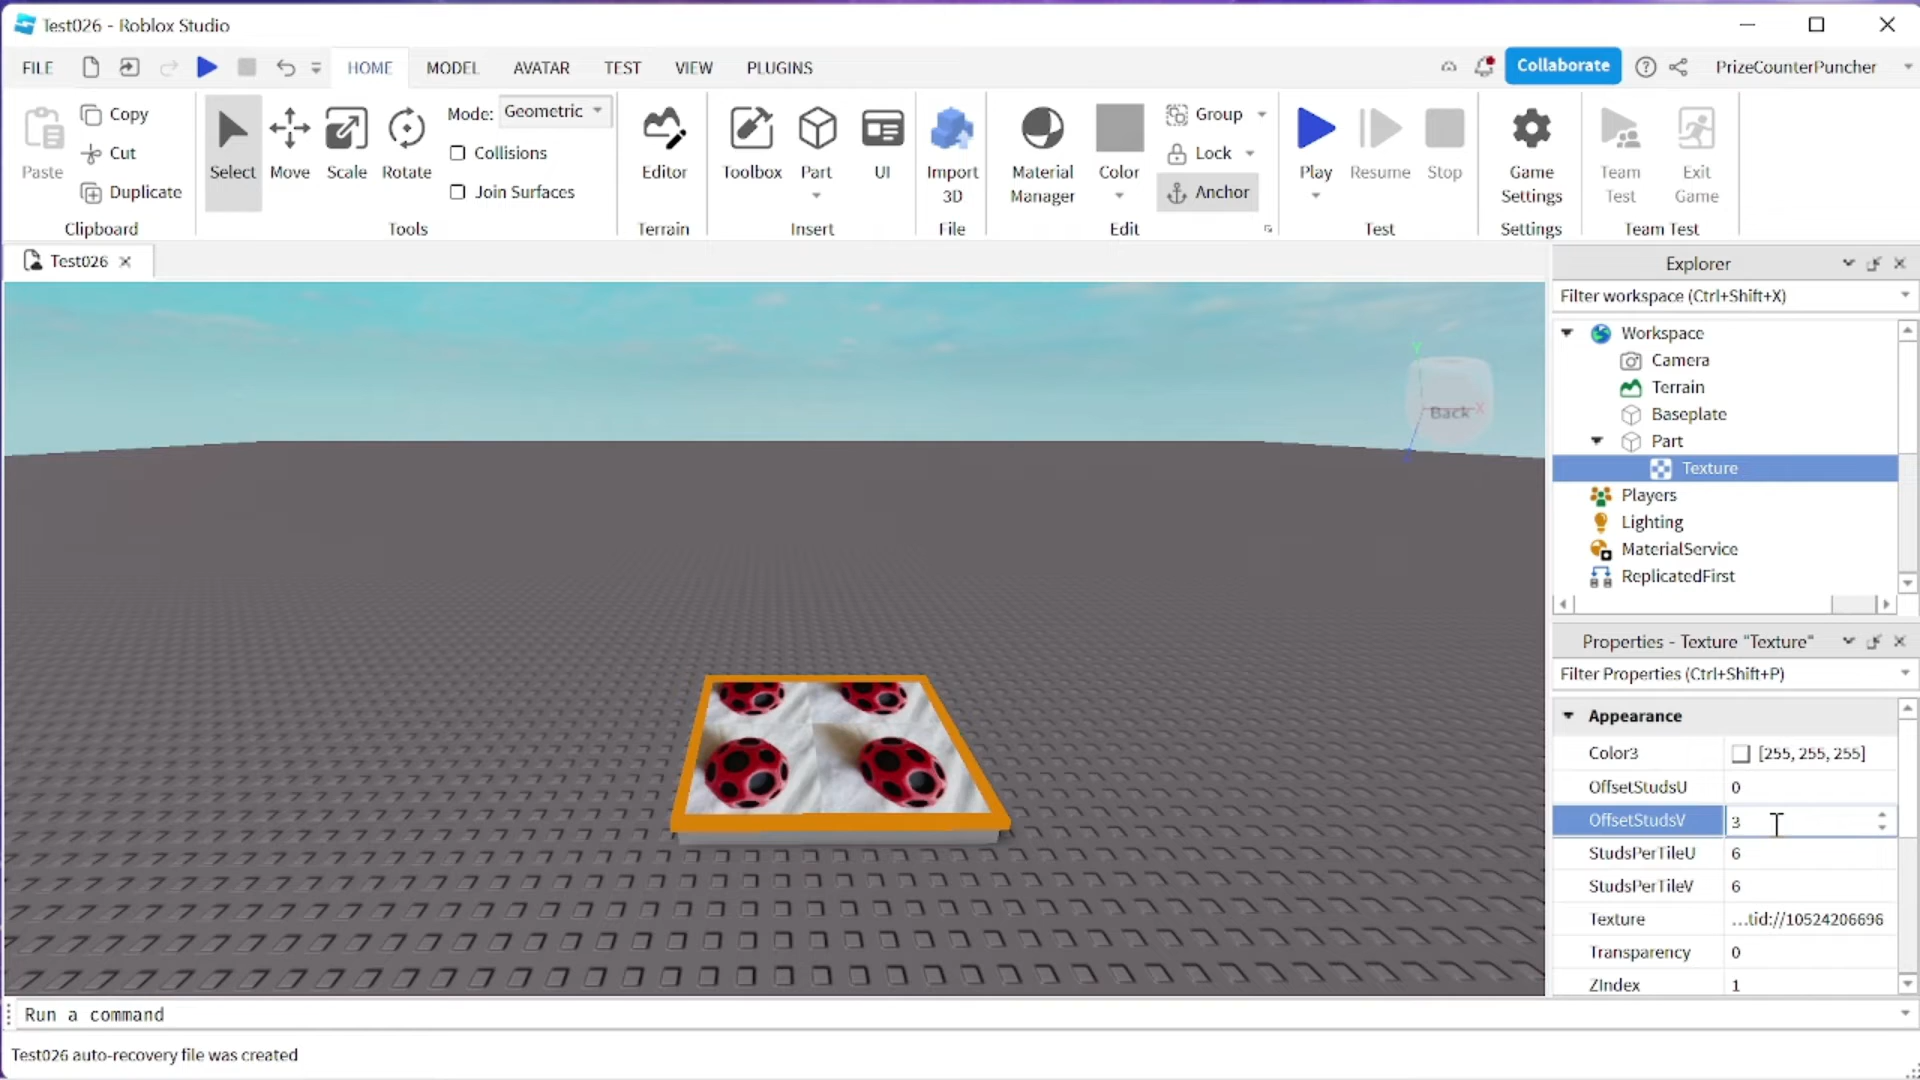 Test026 - Roblox Studio
FILE HOME MODEL AVATAR TEST VIEW PLUGINS Collaborate PrizeCounterPuncher
Paste
Copy
Cut
Duplicate
Clipboard
Select Move Scale Rotate
Mode: Geometric
Collisions
Join Surfaces
Tools
Editor
Terrain
Toolbox Part UI
Insert
Import
3D
File
Material
Manager
Color
Group
Lock
Anchor
Edit
Play Resume Stop
Test
Game
Settings
Settings
Team
Test
Exit
Game
Team Test
Test026
Y
Back
X
Explorer
Filter workspace (Ctrl+Shift+X)
Workspace
Camera
Terrain
Baseplate
Part
Texture
Players
Lighting
MaterialService
ReplicatedFirst
Properties - Texture "Texture"
Filter Properties (Ctrl+Shift+P)
Appearance
Color3 [255, 255, 255]
OffsetStudsU 0
OffsetStudsV 3
StudsPerTileU 6
StudsPerTileV 6
Texture ...tid://10524206696
Transparency 0
ZIndex 1
Run a command
Test026 auto-recovery file was created